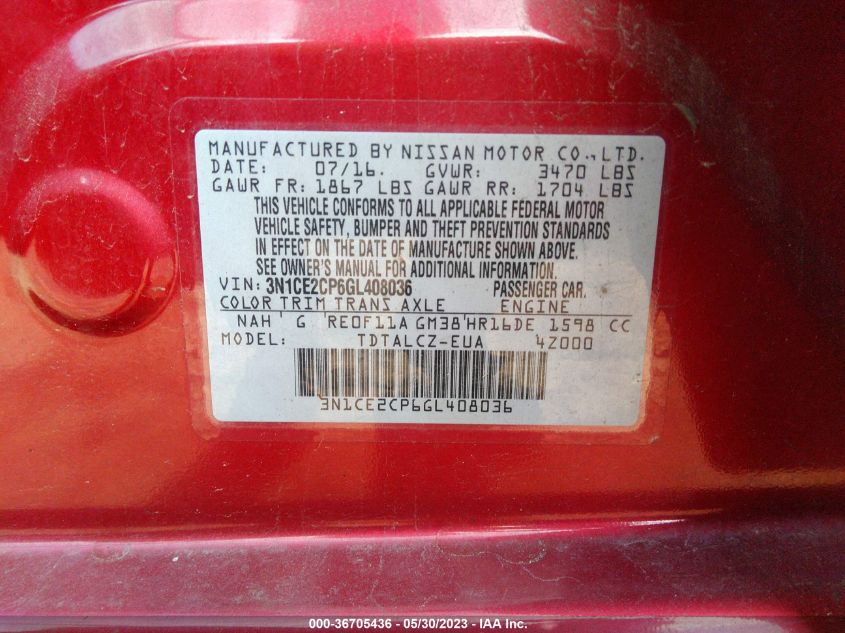 MANUFACTURED BY NISSAN MOTOR CO., LTD.
DATE: 07/16. GVWR: 3470 LBS
GAWR FR: 1867 LBS GAWR RR: 1704 LBS
THIS VEHICLE CONFORMS TO ALL APPLICABLE FEDERAL MOTOR
VEHICLE SAFETY, BUMPER AND THEFT PREVENTION STANDARDS
IN EFFECT ON THE DATE OF MANUFACTURE SHOWN ABOVE.
SEE OWNER'S MANUAL FOR ADDITIONAL INFORMATION.
VIN: 3N1CE2CP6GL408036 PASSENGER CAR.
COLOR TRIM TRANS AXLE ENGINE
NAH ' G 'RE0F11A GM38'HR16DE 1598 CC
MODEL: TDTALCZ-EUA 4Z000
3N1CE2CP6GL408036
000-36705436 - 05/30/2023 - IAA Inc.